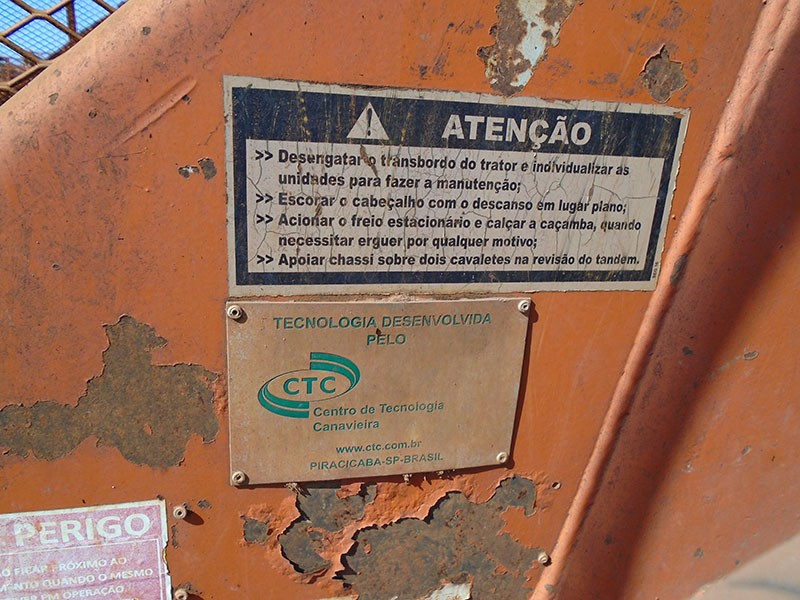 ATENÇÃO
>> Desengatar o transbordo do trator e individualizar as
unidades para fazer a manutenção;
>> Escorar o cabeçalho com o descanso em lugar plano;
>> Acionar o freio estacionário e calçar a caçamba, quando
necessitar erguer por qualquer motivo;
>> Apoiar chassi sobre dois cavaletes na revisão do tandem.
TECNOLOGIA DESENVOLVIDA
PELO
CTC
Centro de Tecnologia
Canavieira
www.ctc.com.br
PIRACICABA-SP-BRASIL
PERIGO
FICAR PRÓXIMO AO
QUANDO O MESMO
EM OPERAÇÃO